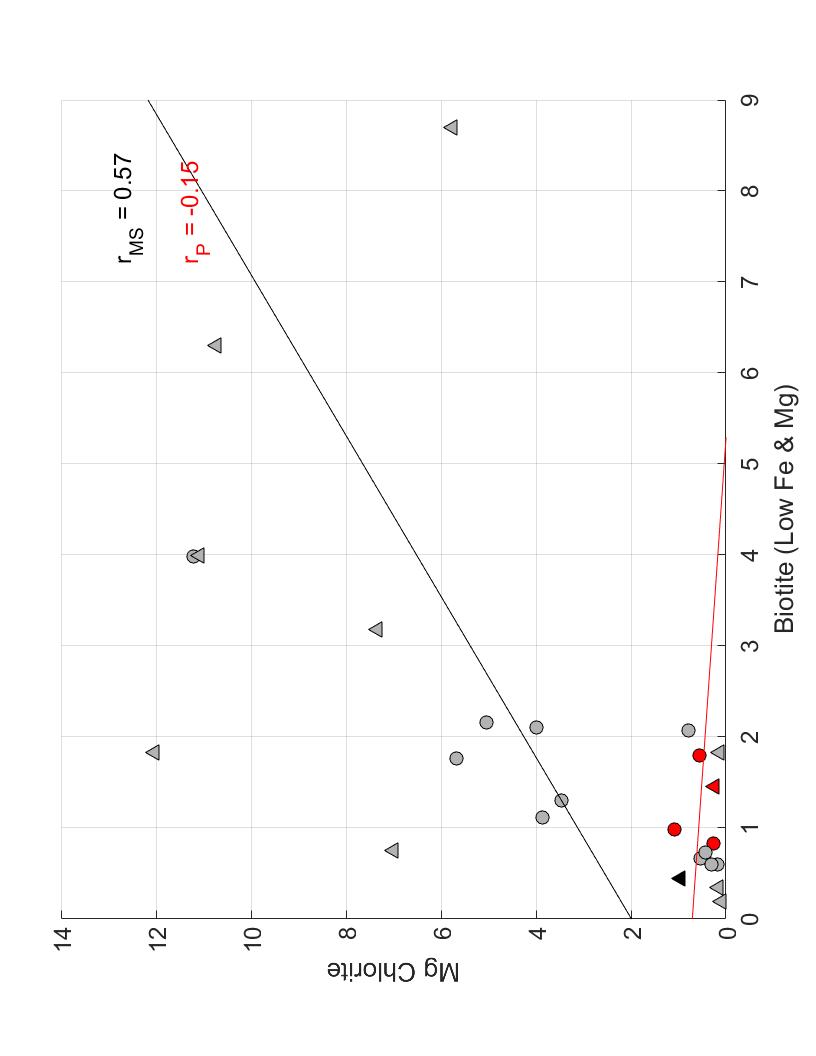 14
12
10
8
6
4
2
0
Mg Chlorite
r_MS = 0.57
r_P = -0.15
0 1 2 3 4 5 6 7 8 9
Biotite (Low Fe & Mg)